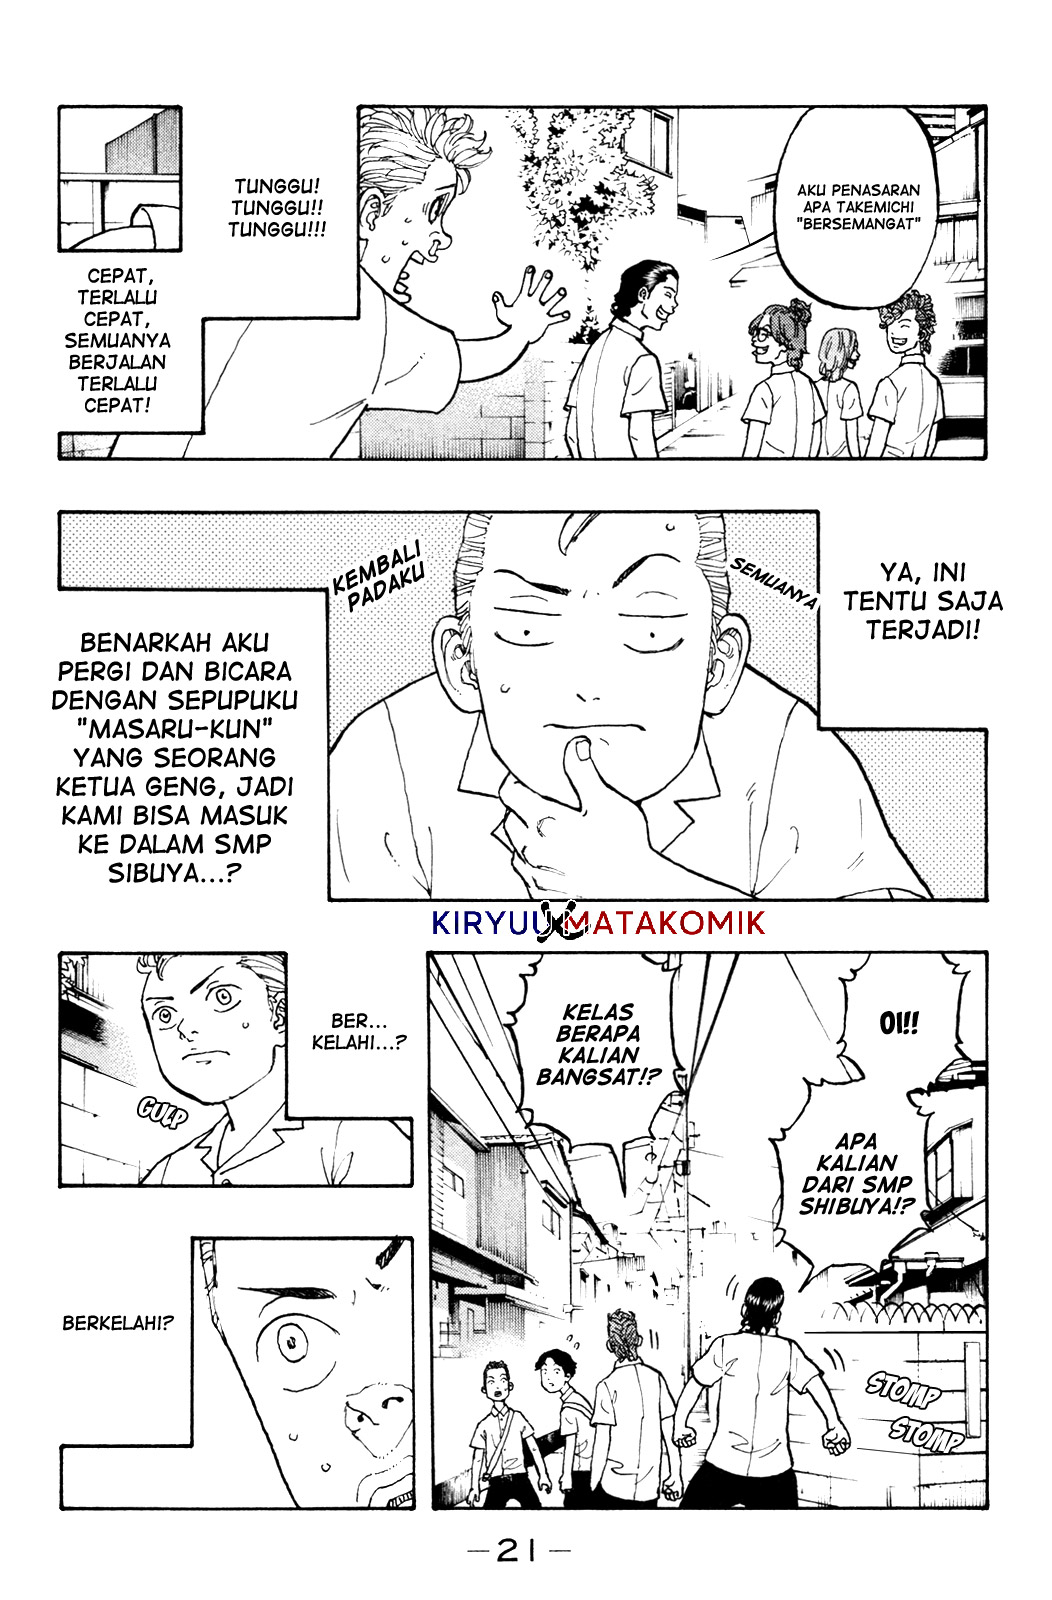 AKU PENASARAN
APA TAKEMICHI
"BERSEMANGAT"
TUNGGU!
TUNGGU!!
TUNGGU!!!
CEPAT,
TERLALU
CEPAT,
SEMUANYA
BERJALAN
TERLALU
CEPAT!
YA, INI
TENTU SAJA
TERJADI!
SEMUANYA
KEMBALI
PADAKU
BENARKAH AKU
PERGI DAN BICARA
DENGAN SEPUPUKU
"MASARU-KUN"
YANG SEORANG
KETUA GENG, JADI
KAMI BISA MASUK
KE DALAM SMP
SIBUYA...?
KIRYUU X MATAKOMIK
OI!!
APA
KALIAN
DARI SMP
SHIBUYA!?
KELAS
BERAPA
KALIAN
BANGSAT!?
STOMP
STOMP
BER...
KELAHI...?
GULP
BERKELAHI?
—21—